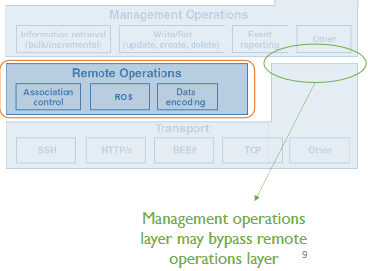 Management Operations
Information retrieval Write/Set Event Other
(bulk/incremental) (update, create, delete) reporting
Remote Operations
Association ROS Data
control encoding
Transport
SSH HTTP/s BEEP TCP Other
Management operations
layer may bypass remote
operations layer 9